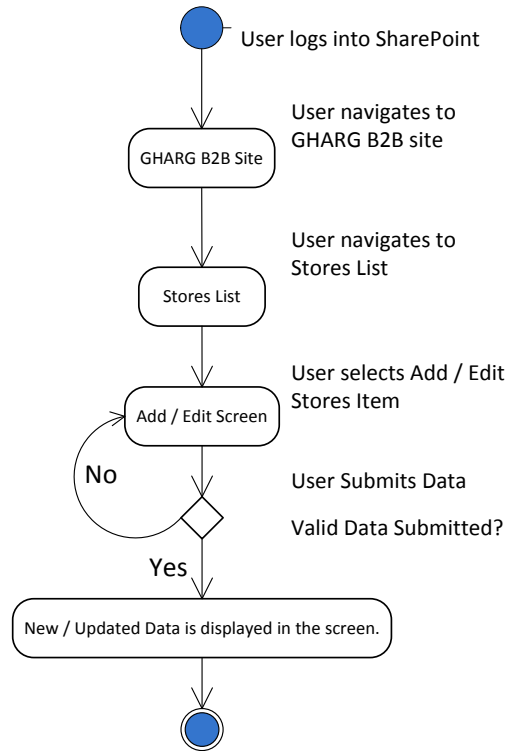 User logs into SharePoint
User navigates to
GHARG B2B site
GHARG B2B Site
User navigates to
Stores List
Stores List
User selects Add / Edit
Stores Item
Add / Edit Screen
No
User Submits Data
Valid Data Submitted?
Yes
New / Updated Data is displayed in the screen.